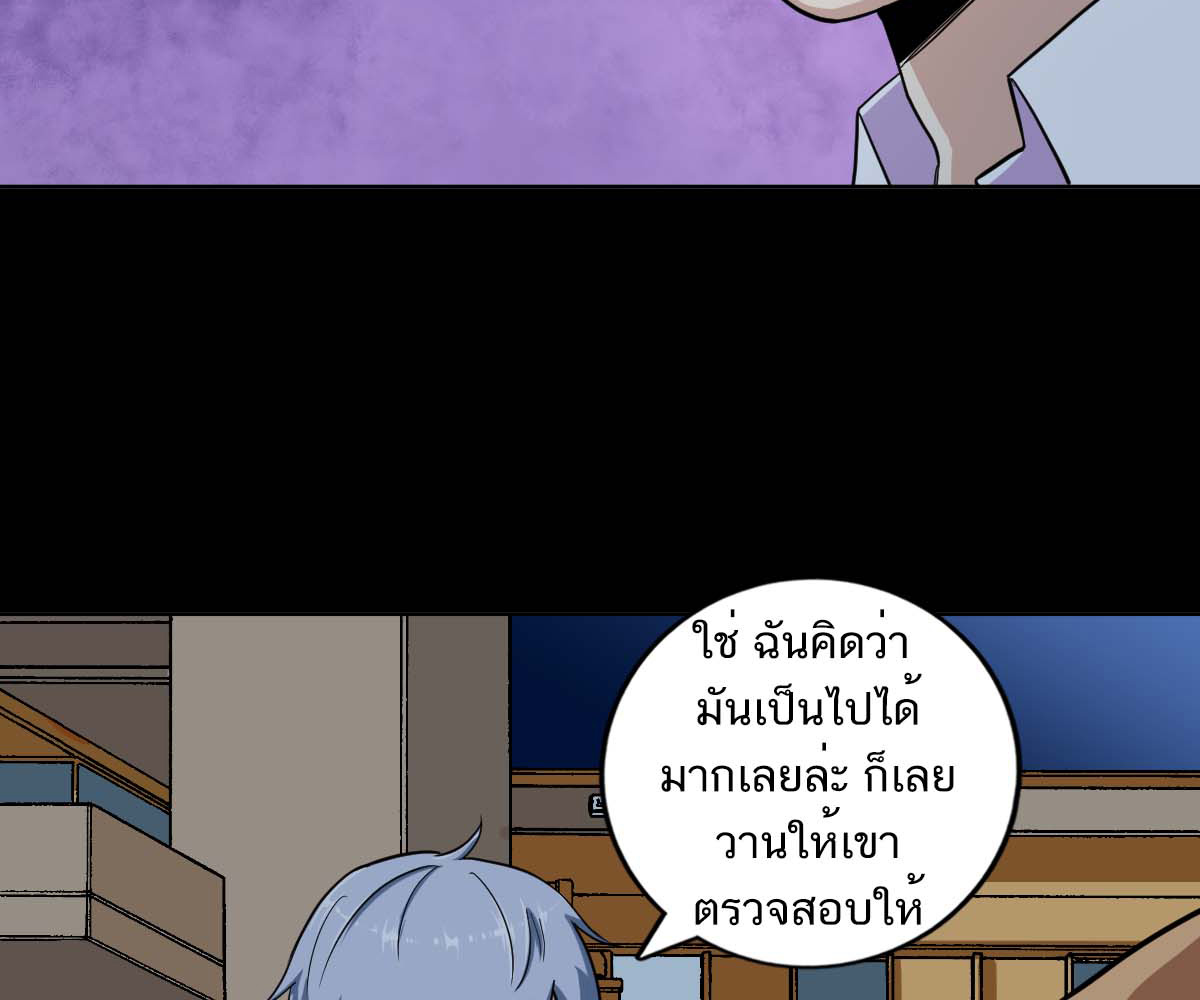 ใช่ ฉันคิดว่า
มันเป็นไปได้
มากเลยล่ะ ก็เลย
วานให้เขา
ตรวจสอบให้